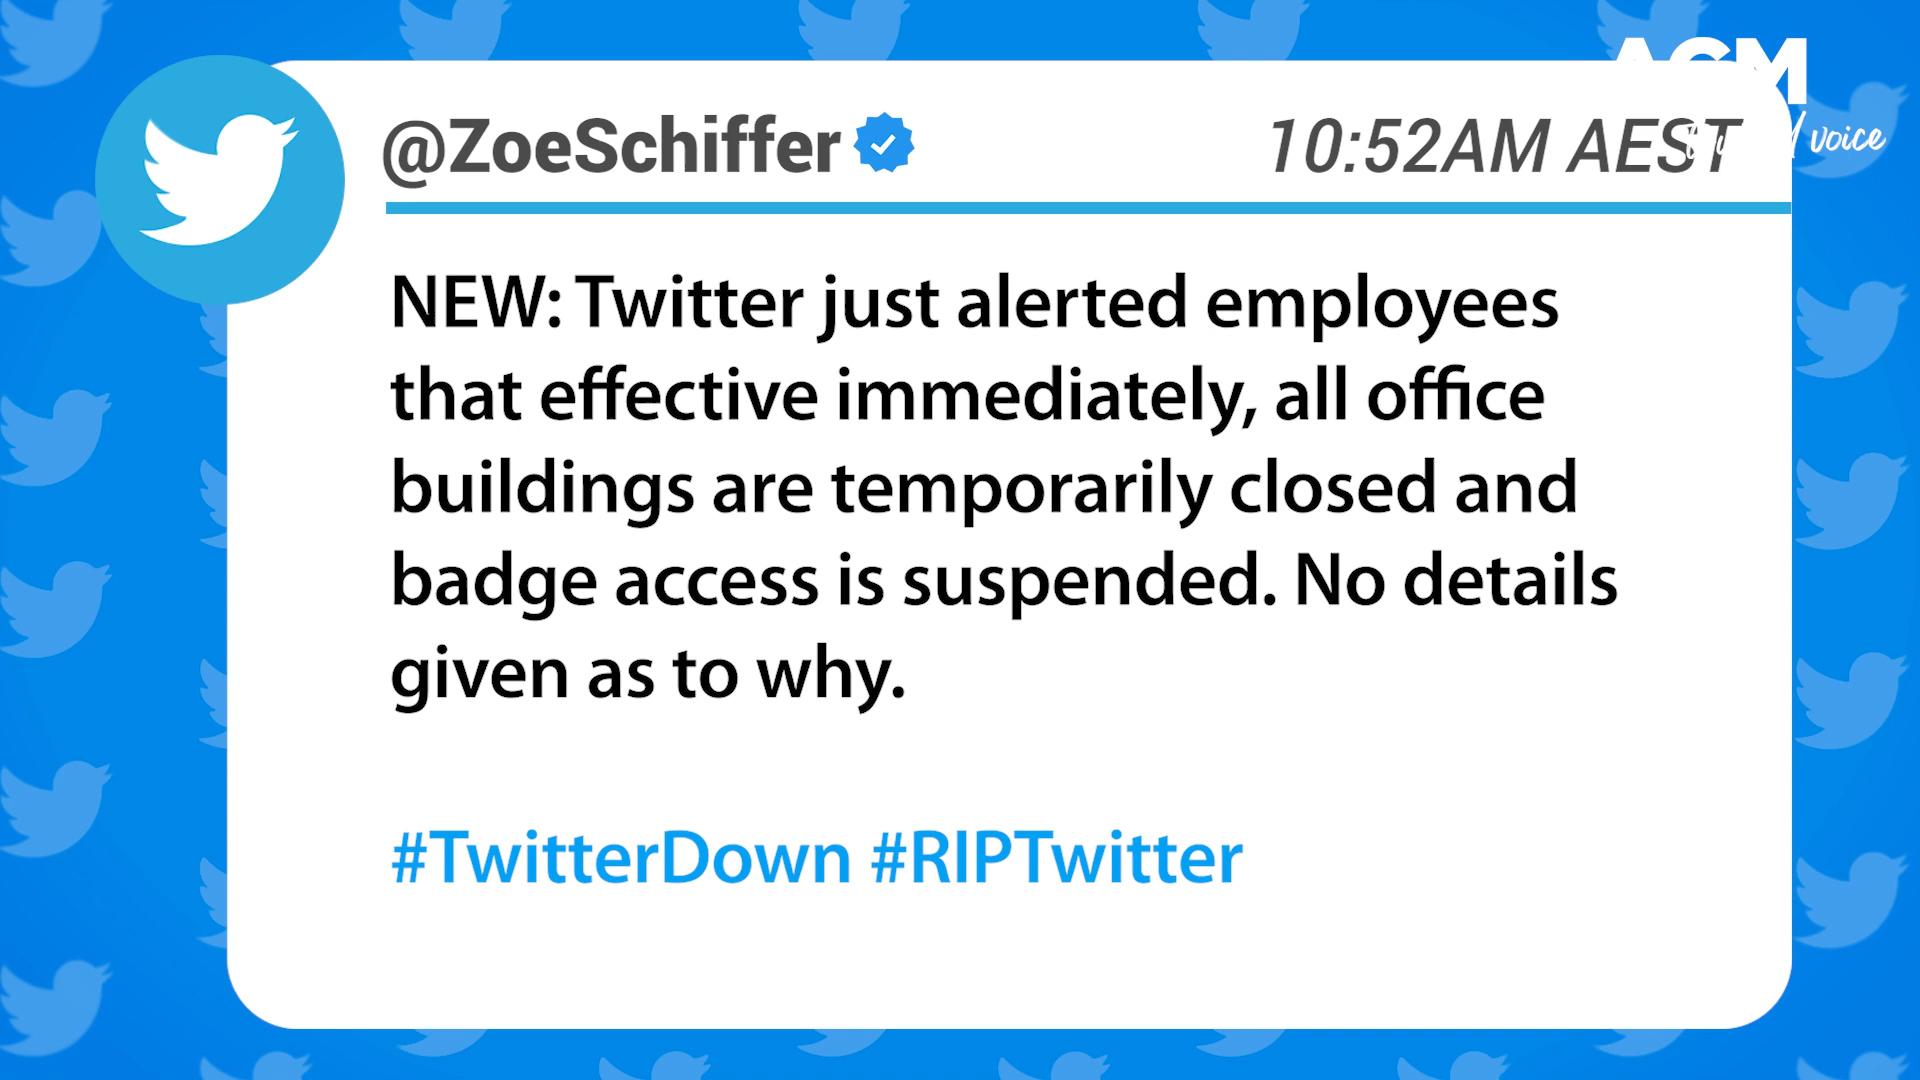 ACM
voice
@ZoeSchiffer
10:52AM AEST
NEW: Twitter just alerted employees
that effective immediately, all office
buildings are temporarily closed and
badge access is suspended. No details
given as to why.
#TwitterDown #RIPTwitter